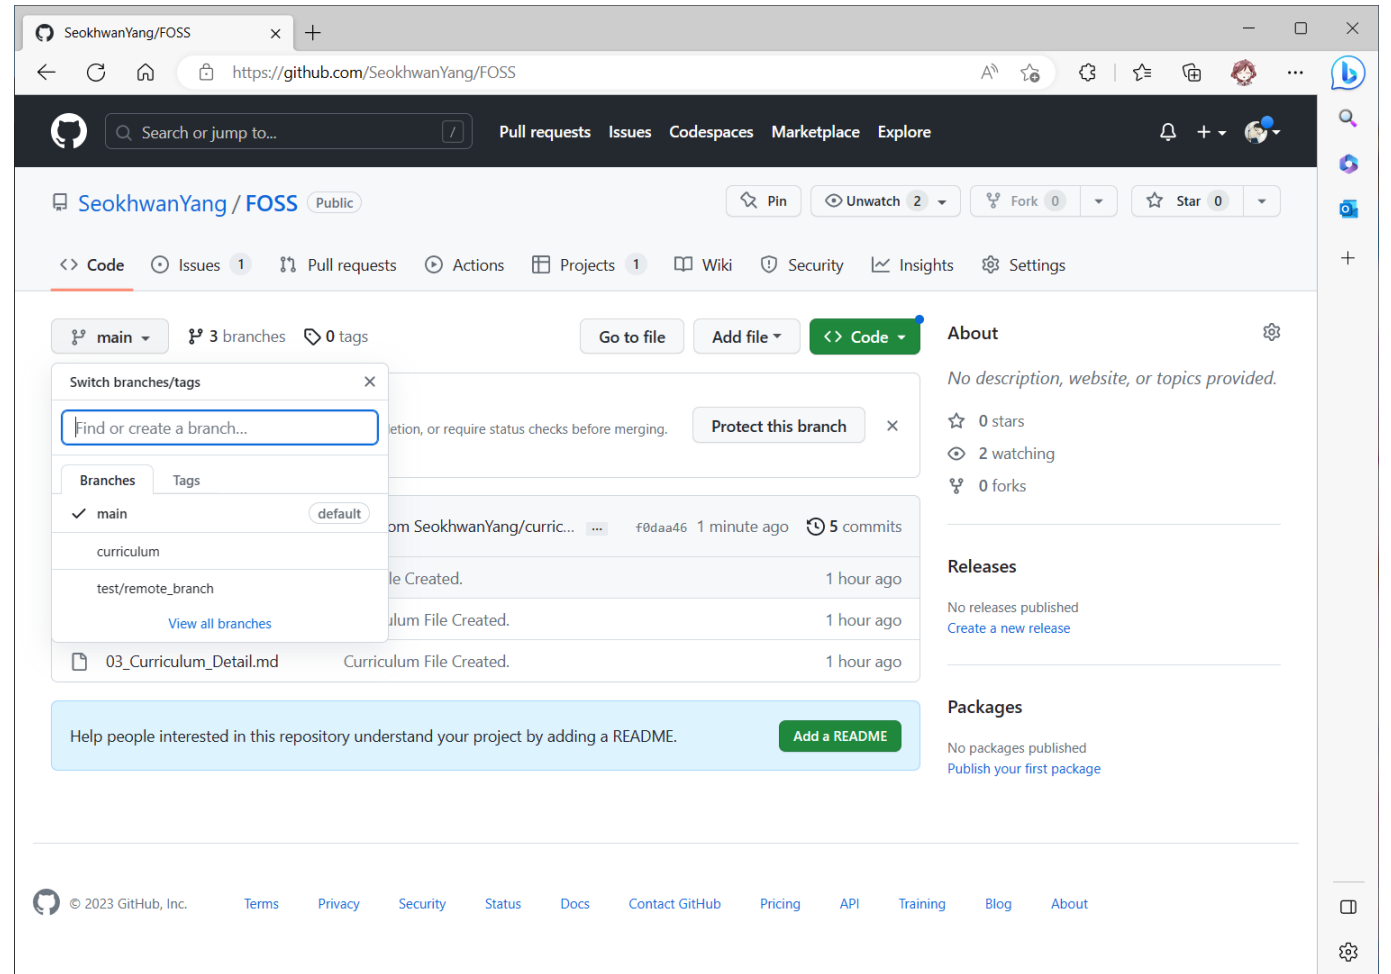 SeokhwanYang/FOSS
https://github.com/SeokhwanYang/FOSS
Search or jump to...
/
Pull requests Issues Codespaces Marketplace Explore
SeokhwanYang / FOSS Public
Pin Unwatch 2 Fork 0 Star 0
Code Issues 1 Pull requests Actions Projects 1 Wiki Security Insights Settings
main 3 branches 0 tags Go to file Add file Code
Switch branches/tags
Find or create a branch...
Branches Tags
main default
curriculum
test/remote_branch
View all branches
or require status checks before merging. Protect this branch
SeokhwanYang/curric... ... f0daa46 1 minute ago 5 commits
Created. 1 hour ago
File Created. 1 hour ago
03_Curriculum_Detail.md Curriculum File Created. 1 hour ago
Help people interested in this repository understand your project by adding a README. Add a README
About
No description, website, or topics provided.
0 stars
2 watching
0 forks
Releases
No releases published
Create a new release
Packages
No packages published
Publish your first package
© 2023 GitHub, Inc. Terms Privacy Security Status Docs Contact GitHub Pricing API Training Blog About